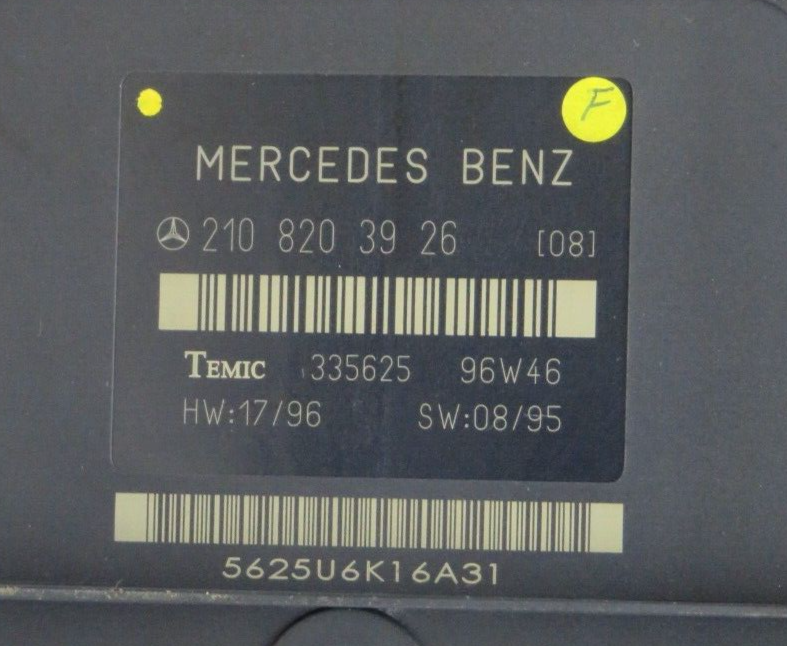 F
MERCEDES BENZ
210 820 39 26 [08]
TEMIC 335625 96W46
HW:17/96 SW:08/95
5625U6K16A31